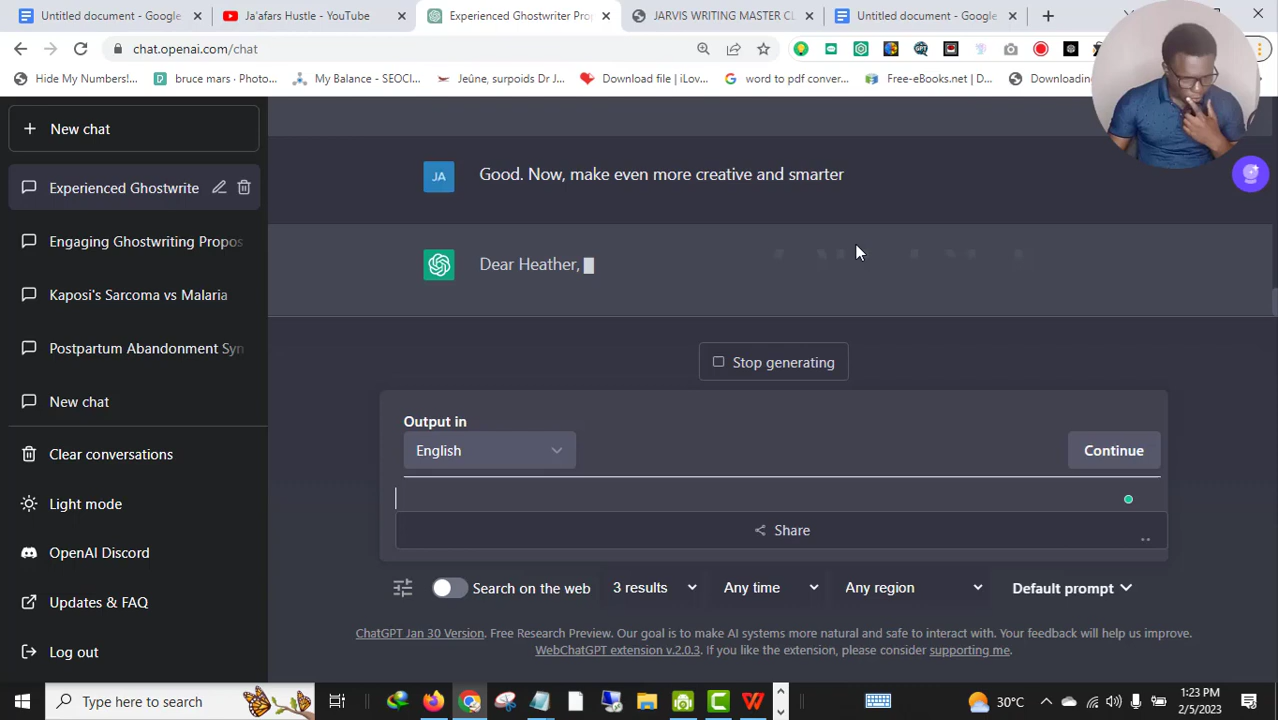 Untitled document - Google
Ja'afars Hustle - YouTube
Experienced Ghostwriter Pro
JARVIS WRITING MASTER CL
Untitled document - Google
chat.openai.com/chat
Hide My Numbers!...
bruce mars · Photo...
My Balance - SEOCl...
Jeûne, surpoids Dr J...
Download file | iLov...
word to pdf conver...
Free-eBooks.net | D...
Downloading
New chat
Experienced Ghostwrite
Engaging Ghostwriting Propos
Kaposi's Sarcoma vs Malaria
Postpartum Abandonment Syn
New chat
Clear conversations
Light mode
OpenAI Discord
Updates & FAQ
Log out
JA
Good. Now, make even more creative and smarter
Dear Heather,
Stop generating
Output in
English
Continue
Share
Search on the web
3 results
Any time
Any region
Default prompt
ChatGPT Jan 30 Version. Free Research Preview. Our goal is to make AI systems more natural and safe to interact with. Your feedback will help us improve.
WebChatGPT extension v.2.0.3. If you like the extension, please consider supporting me.
Type here to search
30°C
1:23 PM
2/5/2023